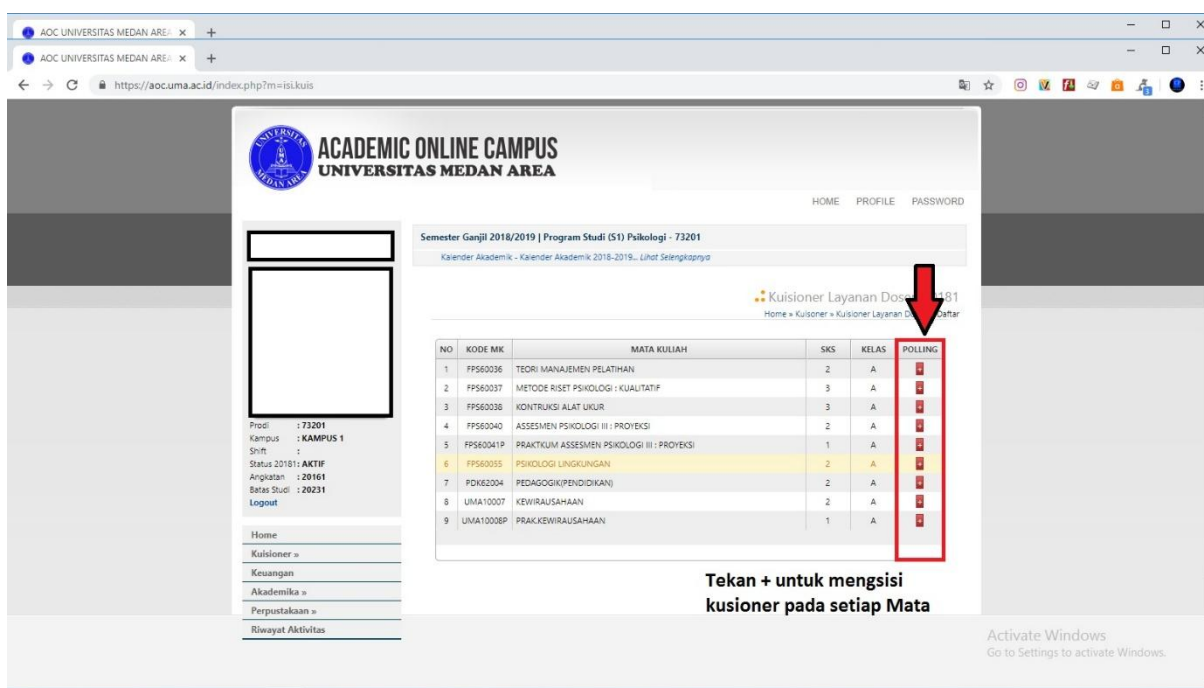 AOC UNIVERSITAS MEDAN AREA
AOC UNIVERSITAS MEDAN AREA
https://aoc.uma.ac.id/index.php?m=isi.kuis
UNIVERSITAS MEDAN AREA
ACADEMIC ONLINE CAMPUS
UNIVERSITAS MEDAN AREA
HOME PROFILE PASSWORD
Semester Ganjil 2018/2019 | Program Studi (S1) Psikologi - 73201
Kalender Akademik - Kalender Akademik 2018-2019... Lihat Selengkapnya
Kuisioner Layanan 181
Home » Kuisoner » Kuisioner Layanan Daftar
NO KODE MK MATA KULIAH SKS KELAS POLLING
1 FPS60036 TEORI MANAJEMEN PELATIHAN 2 A +
2 FPS60037 METODE RISET PSIKOLOGI : KUALITATIF 3 A +
3 FPS60038 KONTRUKSI ALAT UKUR 3 A +
4 FPS60040 ASSESMEN PSIKOLOGI III : PROYEKSI 2 A +
5 FPS60041P PRAKTKUM ASSESMEN PSIKOLOGI III : PROYEKSI 1 A +
6 FPS60055 PSIKOLOGI LINGKUNGAN 2 A +
7 PDK62004 PEDAGOGIK(PENDIDIKAN) 2 A +
8 UMA10007 KEWIRAUSAHAAN 2 A +
9 UMA10008P PRAK.KEWIRAUSAHAAN 1 A +
Prodi : 73201
Kampus : KAMPUS 1
Shift :
Status 20181: AKTIF
Angkatan : 20161
Batas Studi : 20231
Logout
Home
Kuisioner »
Keuangan
Akademika »
Perpustakaan »
Riwayat Aktivitas
Tekan + untuk mengsisi
kusioner pada setiap Mata
Activate Windows
Go to Settings to activate Windows.